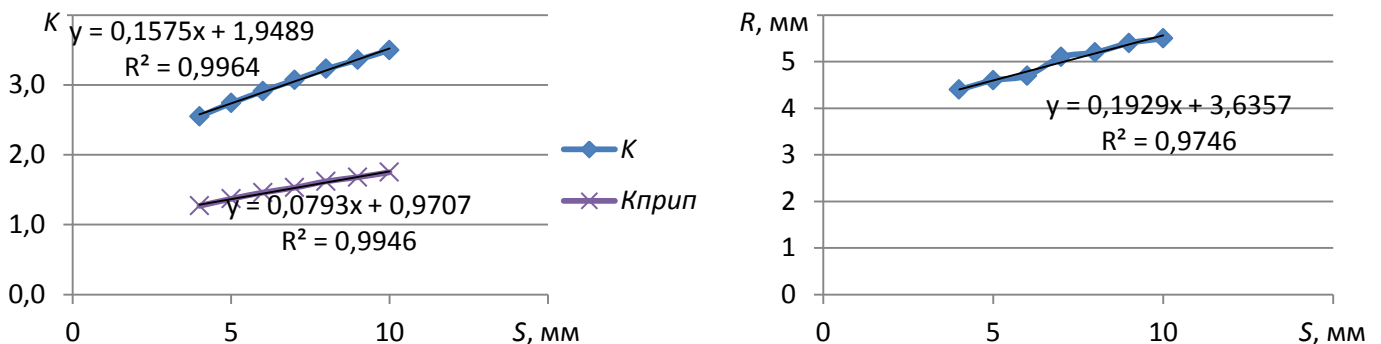 K
y = 0,1575x + 1,9489
R² = 0,9964
3,0
2,0
1,0
0,0
0
5
10
S, мм
y = 0,0793x + 0,9707
R² = 0,9946
K
Кприп
R, мм
5
4
3
2
1
0
0
5
10
S, мм
y = 0,1929x + 3,6357
R² = 0,9746